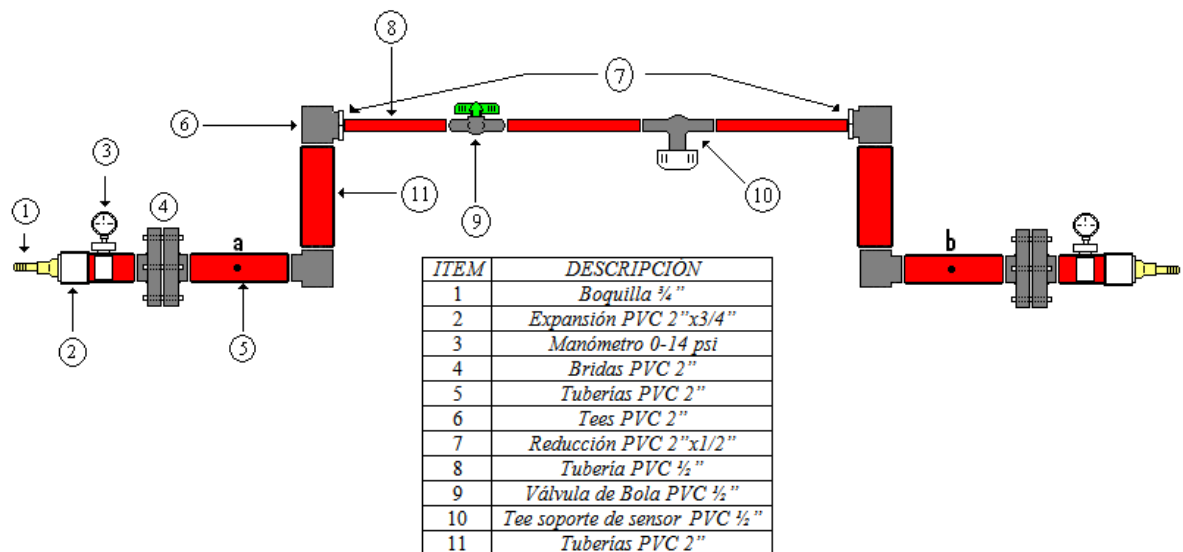 8
7
6
3
11
10
1
4
9
a
b
2
5
ITEM DESCRIPCIÓN
1 Boquilla ¾”
2 Expansión PVC 2”x3/4”
3 Manómetro 0-14 psi
4 Bridas PVC 2”
5 Tuberías PVC 2”
6 Tees PVC 2”
7 Reducción PVC 2”x1/2”
8 Tubería PVC ½”
9 Válvula de Bola PVC ½”
10 Tee soporte de sensor PVC ½”
11 Tuberías PVC 2”